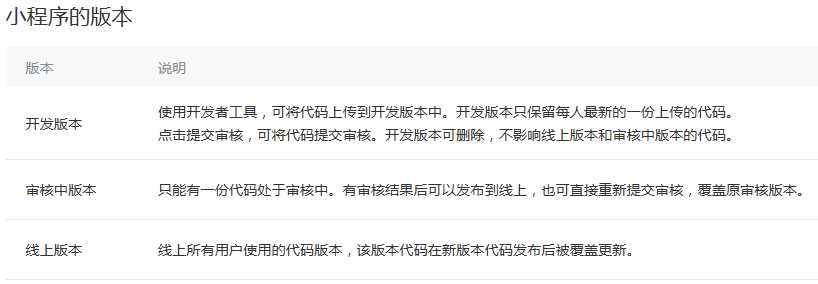 小程序的版本
版本 说明
开发版本
使用开发者工具，可将代码上传到开发版本中。开发版本只保留每人最新的一份上传的代码。
点击提交审核，可将代码提交审核。开发版本可删除，不影响线上版本和审核中版本的代码。
审核中版本 只能有一份代码处于审核中。有审核结果后可以发布到线上，也可直接重新提交审核，覆盖原审核版本。
线上版本 线上所有用户使用的代码版本，该版本代码在新版本代码发布后被覆盖更新。